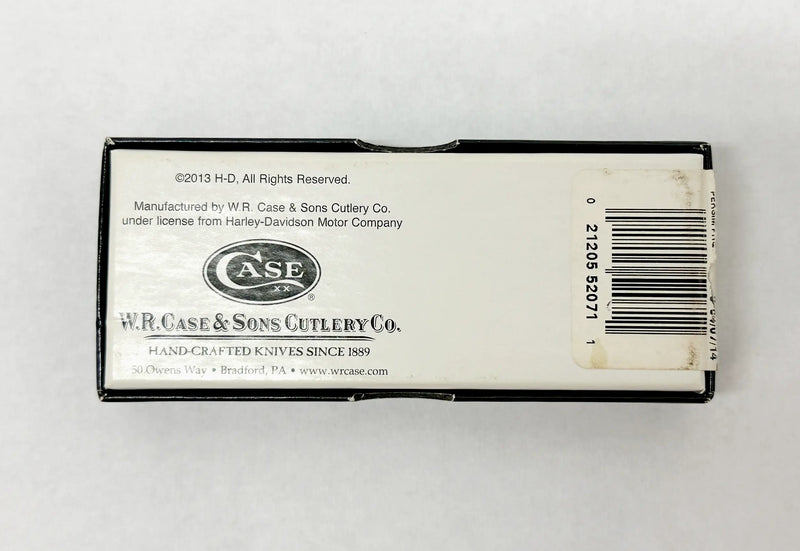 ©2013 H-D, All Rights Reserved.
Manufactured by W.R. Case & Sons Cutlery Co.
under license from Harley-Davidson Motor Company
CASE
XX
®
W.R. CASE & SONS CUTLERY CO.
HAND-CRAFTED KNIVES SINCE 1889
50 Owens Way • Bradford, PA • www.wrcase.com
0 21205 52071 1